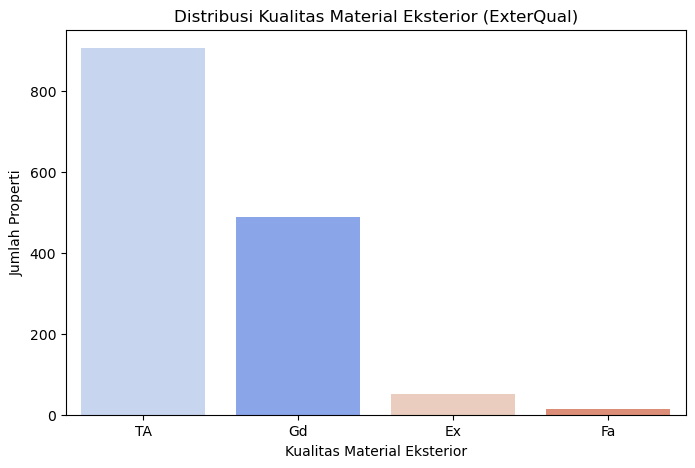 Distribusi Kualitas Material Eksterior (ExterQual)
Jumlah Properti
800
600
400
200
0
TA Gd Ex Fa
Kualitas Material Eksterior